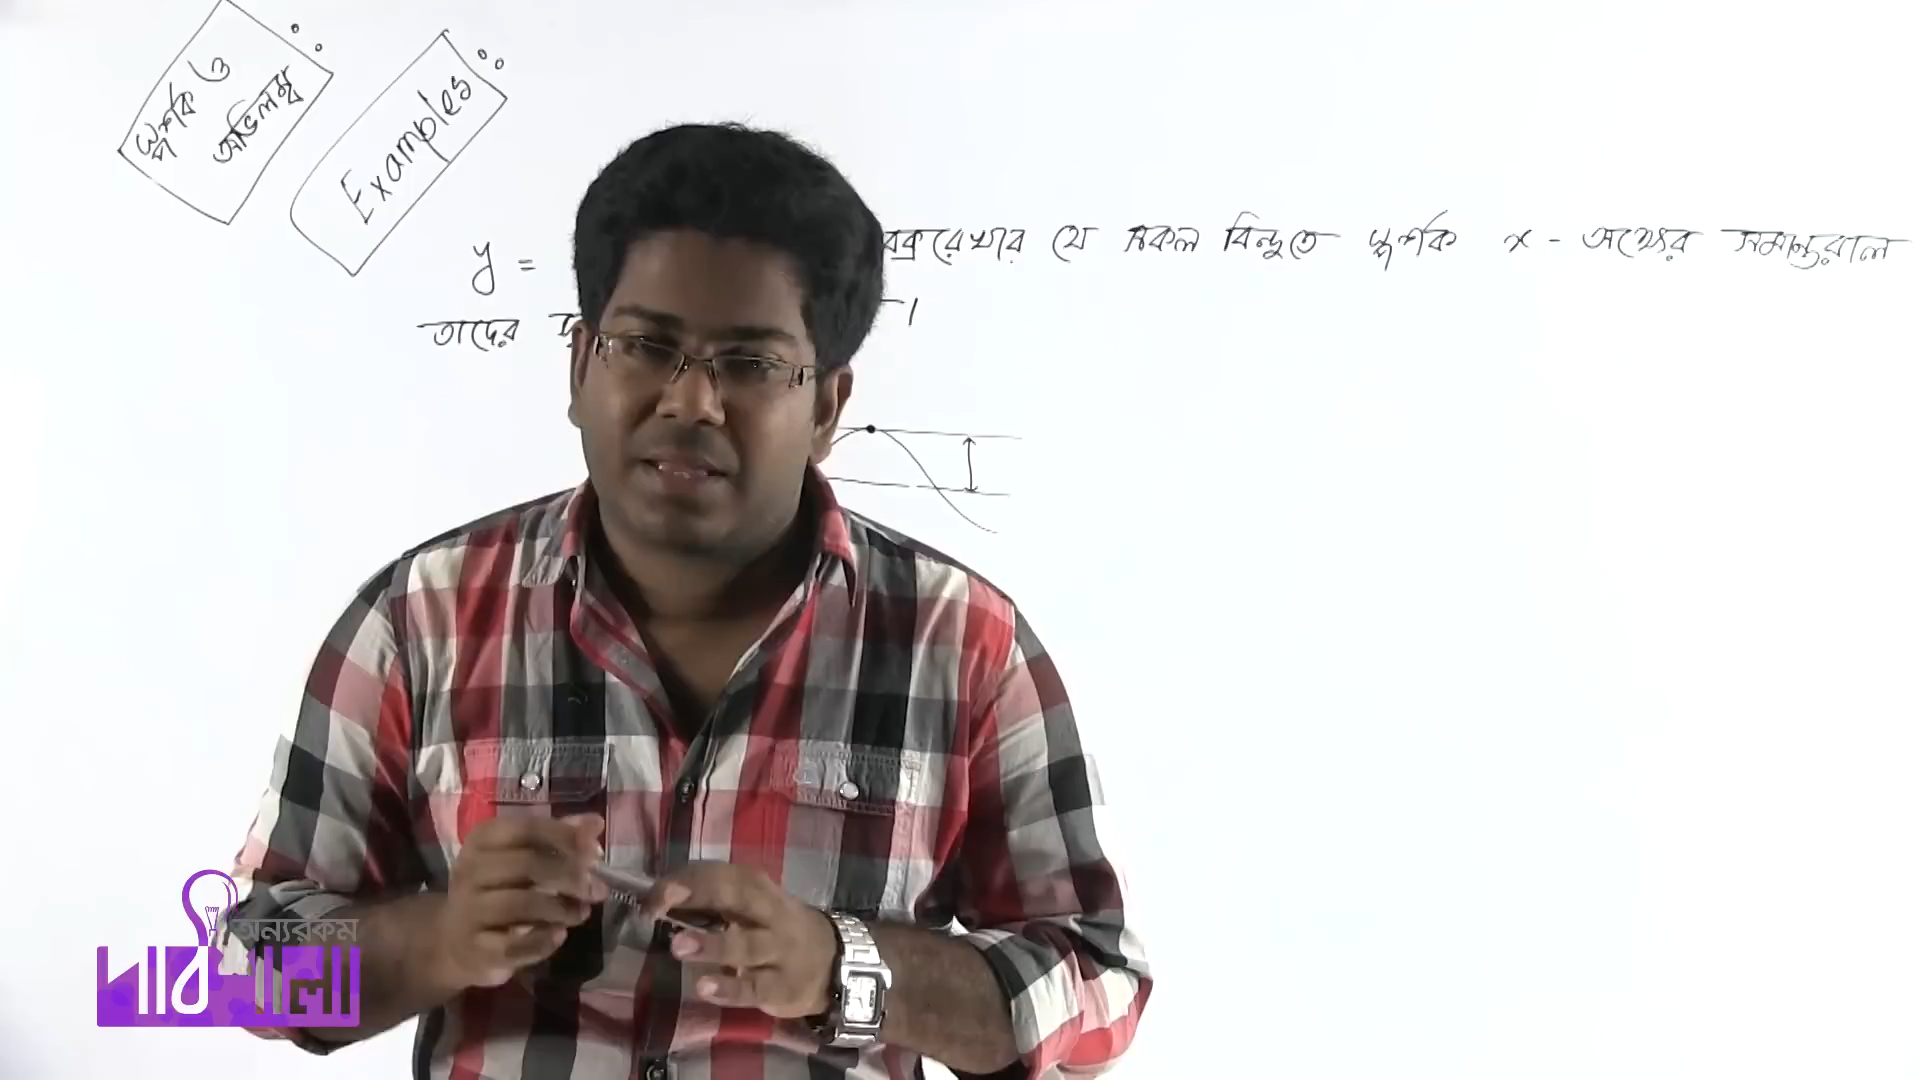 স্পর্শক ও
অভিলম্ব
Examples
y = বক্ররেখার যে সকল বিন্দুতে স্পর্শক x - অক্ষের সমান্তরাল
তাদের
অন্যরকম
পাঠশালা